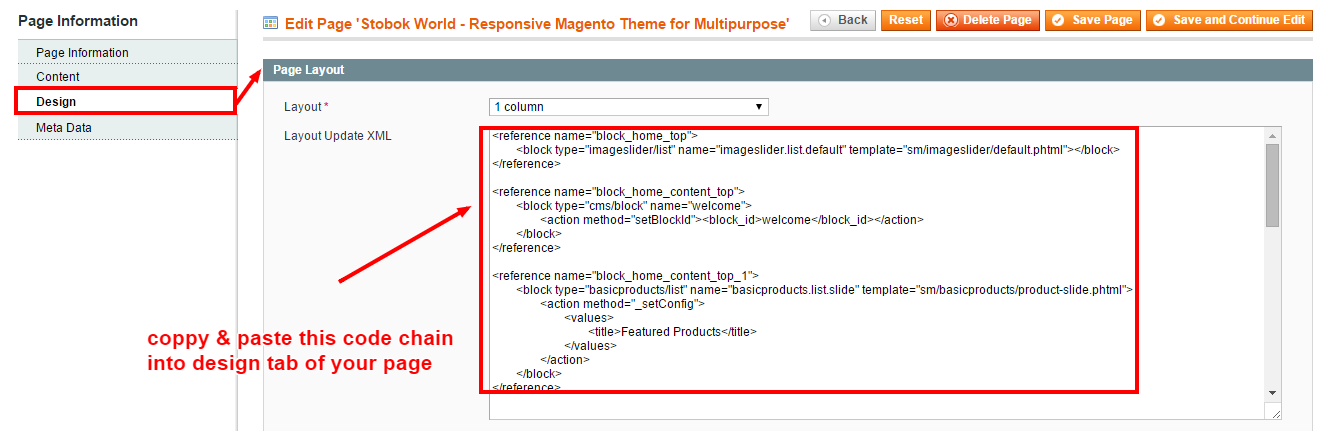 Page Information
Page Information
Content
Design
Meta Data
Edit Page 'Stobok World - Responsive Magento Theme for Multipurpose'
Back
Reset
Delete Page
Save Page
Save and Continue Edit
Page Layout
Layout *
1 column
Layout Update XML
<reference name="block_home_top">
<block type="imageslider/list" name="imageslider.list.default" template="sm/imageslider/default.phtml"></block>
</reference>
<reference name="block_home_content_top">
<block type="cms/block" name="welcome">
<action method="setBlockId"><block_id>welcome</block_id></action>
</block>
</reference>
<reference name="block_home_content_top_1">
<block type="basicproducts/list" name="basicproducts.list.slide" template="sm/basicproducts/product-slide.phtml">
<action method="_setConfig">
<values>
<title>Featured Products</title>
</values>
</action>
</block>
</reference>
coppy & paste this code chain
into design tab of your page